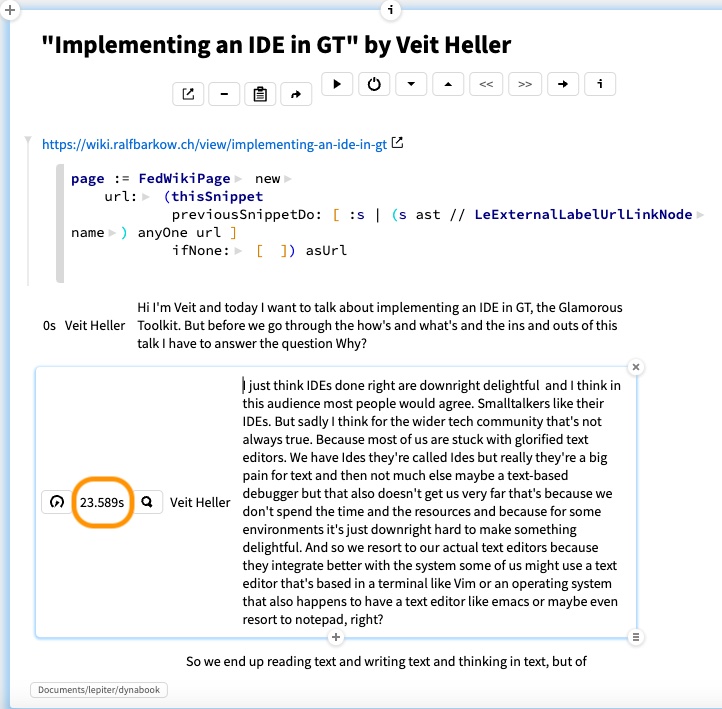 "Implementing an IDE in GT" by Veit Heller
<< >>
https://wiki.ralfbarkow.ch/view/implementing-an-ide-in-gt
page := FedWikiPage new
url: (thisSnippet
previousSnippetDo: [ :s | (s ast // LeExternalLabelUrlLinkNode
name ) anyOne url ]
ifNone: [ ]) asUrl
Hi I'm Veit and today I want to talk about implementing an IDE in GT, the Glamorous
0s Veit Heller Toolkit. But before we go through the how's and what's and the ins and outs of this
talk I have to answer the question Why?
I just think IDEs done right are downright delightful and I think in
this audience most people would agree. Smalltalkers like their
IDEs. But sadly I think for the wider tech community that's not
always true. Because most of us are stuck with glorified text
editors. We have Ides they're called Ides but really they're a big
pain for text and then not much else maybe a text-based
23.589s Veit Heller debugger but that also doesn't get us very far that's because we
don't spend the time and the resources and because for some
environments it's just downright hard to make something
delightful. And so we resort to our actual text editors because
they integrate better with the system some of us might use a text
editor that's based in a terminal like Vim or an operating system
that also happens to have a text editor like emacs or maybe even
resort to notepad, right?
So we end up reading text and writing text and thinking in text, but of
Documents/lepiter/dynabook